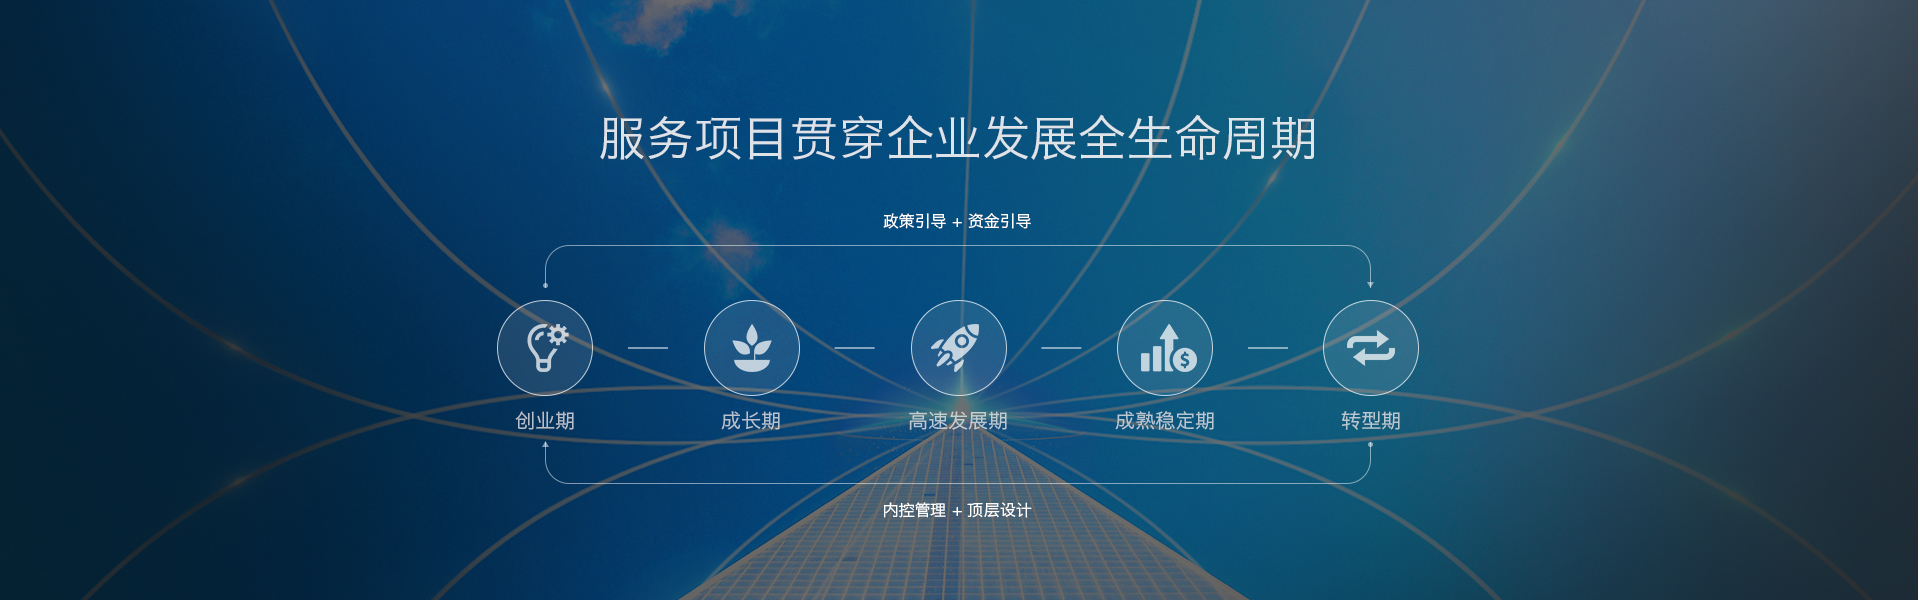 服务项目贯穿企业发展全生命周期
政策引导 + 资金引导
创业期
成长期
高速发展期
成熟稳定期
转型期
内控管理 + 顶层设计